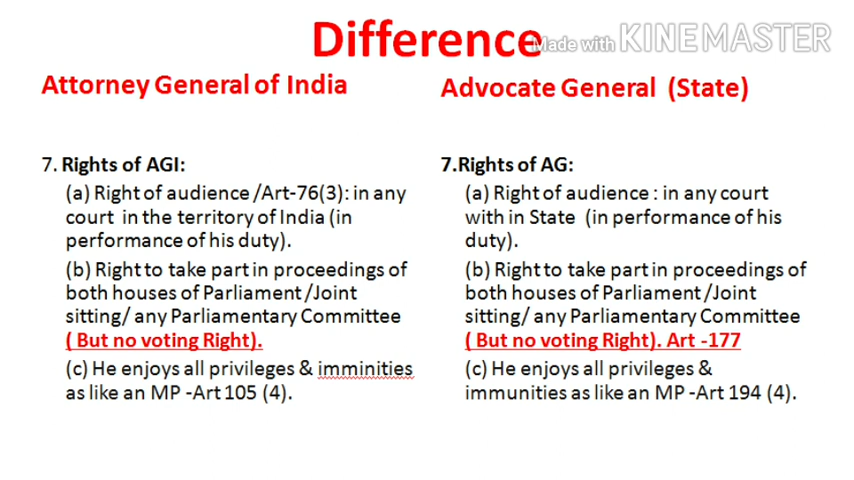 Difference
Made with KINEMASTER
Attorney General of India
7. Rights of AGI:
(a) Right of audience /Art-76(3): in any
court in the territory of India (in
performance of his duty).
(b) Right to take part in proceedings of
both houses of Parliament/Joint
sitting/ any Parliamentary Committee
( But no voting Right).
(c) He enjoys all privileges & imminities
as like an MP -Art 105 (4).
Advocate General (State)
7.Rights of AG:
(a) Right of audience : in any court
with in State (in performance of his
duty).
(b) Right to take part in proceedings of
both houses of Parliament/Joint
sitting/ any Parliamentary Committee
( But no voting Right). Art -177
(c) He enjoys all privileges &
immunities as like an MP -Art 194 (4).